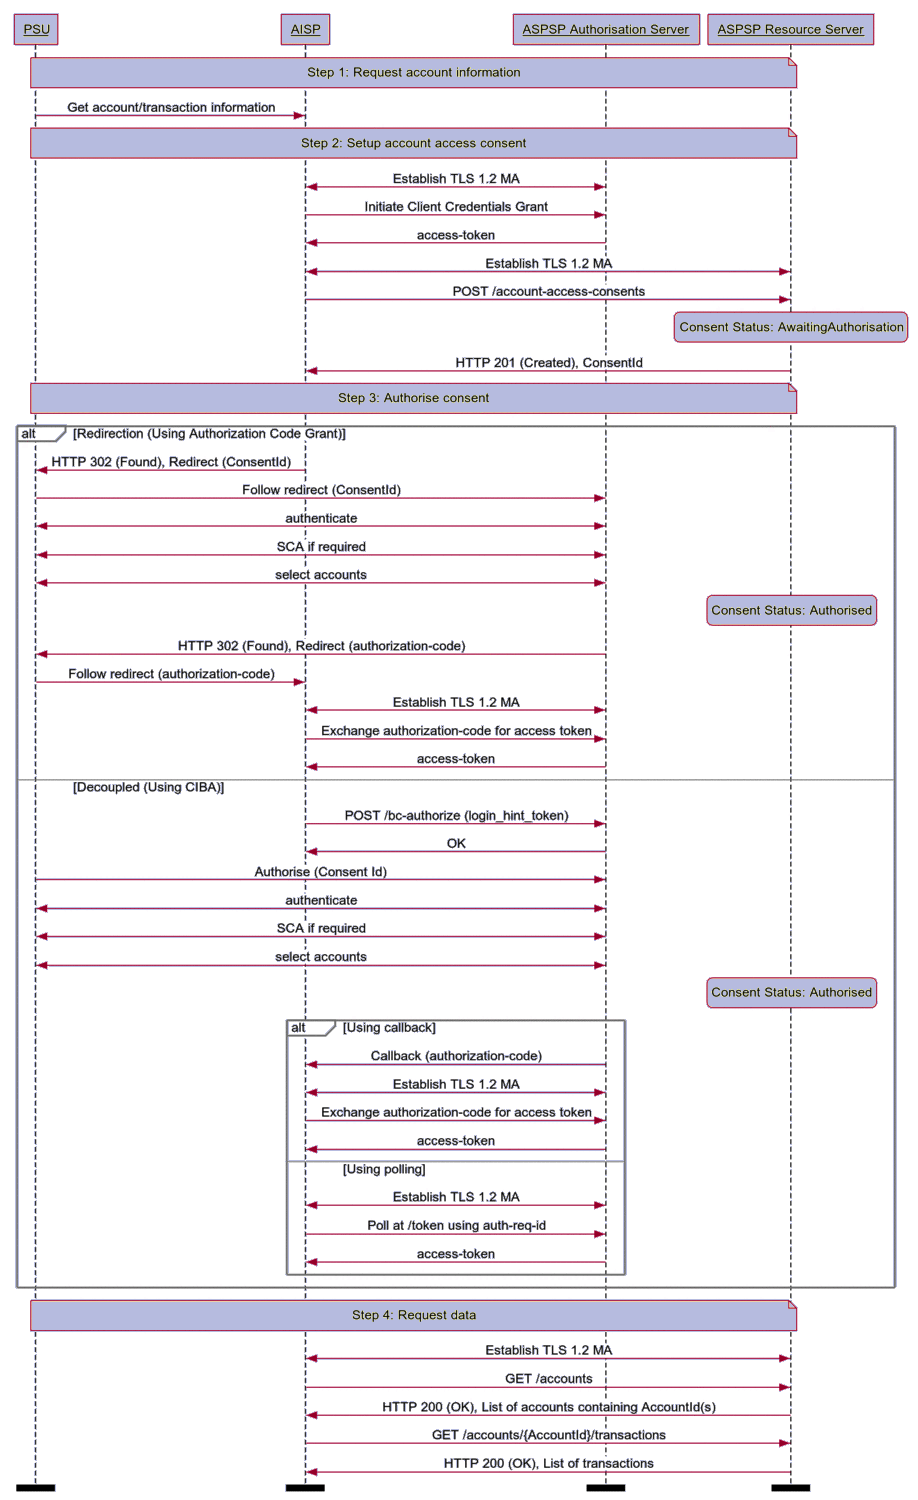 PSU
AISP
ASPSP Authorisation Server
ASPSP Resource Server
Step 1: Request account information
Get account/transaction information
Step 2: Setup account access consent
Establish TLS 1.2 MA
Initiate Client Credentials Grant
access-token
Establish TLS 1.2 MA
POST /account-access-consents
Consent Status: AwaitingAuthorisation
HTTP 201 (Created), ConsentId
Step 3: Authorise consent
alt
[Redirection (Using Authorization Code Grant)]
HTTP 302 (Found), Redirect (ConsentId)
Follow redirect (ConsentId)
authenticate
SCA if required
select accounts
Consent Status: Authorised
HTTP 302 (Found), Redirect (authorization-code)
Follow redirect (authorization-code)
Establish TLS 1.2 MA
Exchange authorization-code for access token
access-token
[Decoupled (Using CIBA)]
POST /bc-authorize (login_hint_token)
OK
Authorise (Consent Id)
authenticate
SCA if required
select accounts
Consent Status: Authorised
alt
[Using callback]
Callback (authorization-code)
Establish TLS 1.2 MA
Exchange authorization-code for access token
access-token
[Using polling]
Establish TLS 1.2 MA
Poll at /token using auth-req-id
access-token
Step 4: Request data
Establish TLS 1.2 MA
GET /accounts
HTTP 200 (OK), List of accounts containing AccountId(s)
GET /accounts/{AccountId}/transactions
HTTP 200 (OK), List of transactions